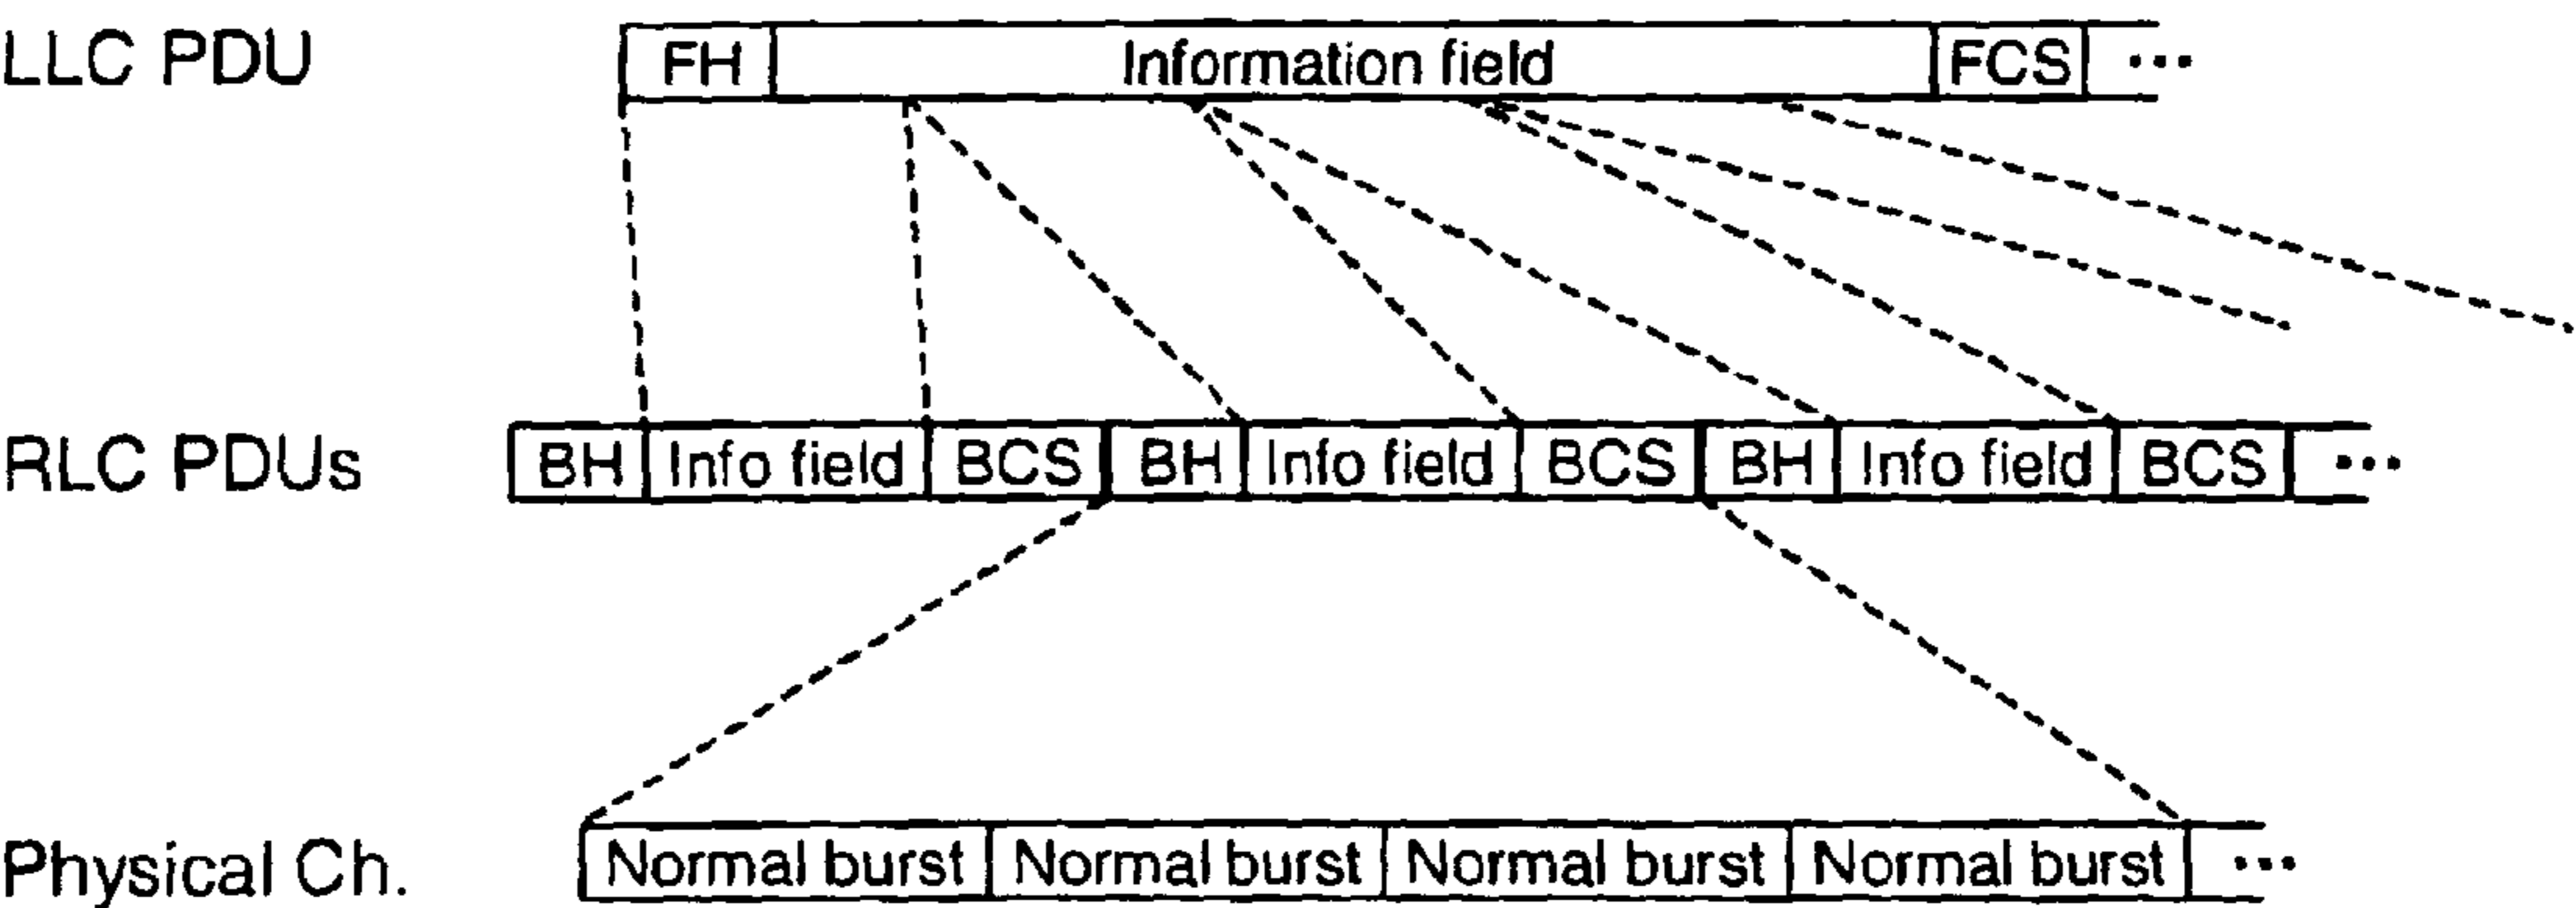 LLC PDU FH Information field FCS ...
RLC PDUs BH Info field BCS BH Info field BCS BH Info field BCS ...
Physical Ch. Normal burst Normal burst Normal burst Normal burst ...